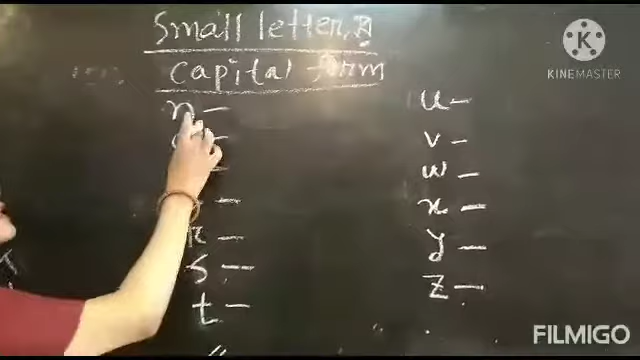 Small letter,
Capital form
n -
-
-
-
r -
s -
t -
u -
v -
w -
x -
y -
z -
KINEMASTER
FILMIGO